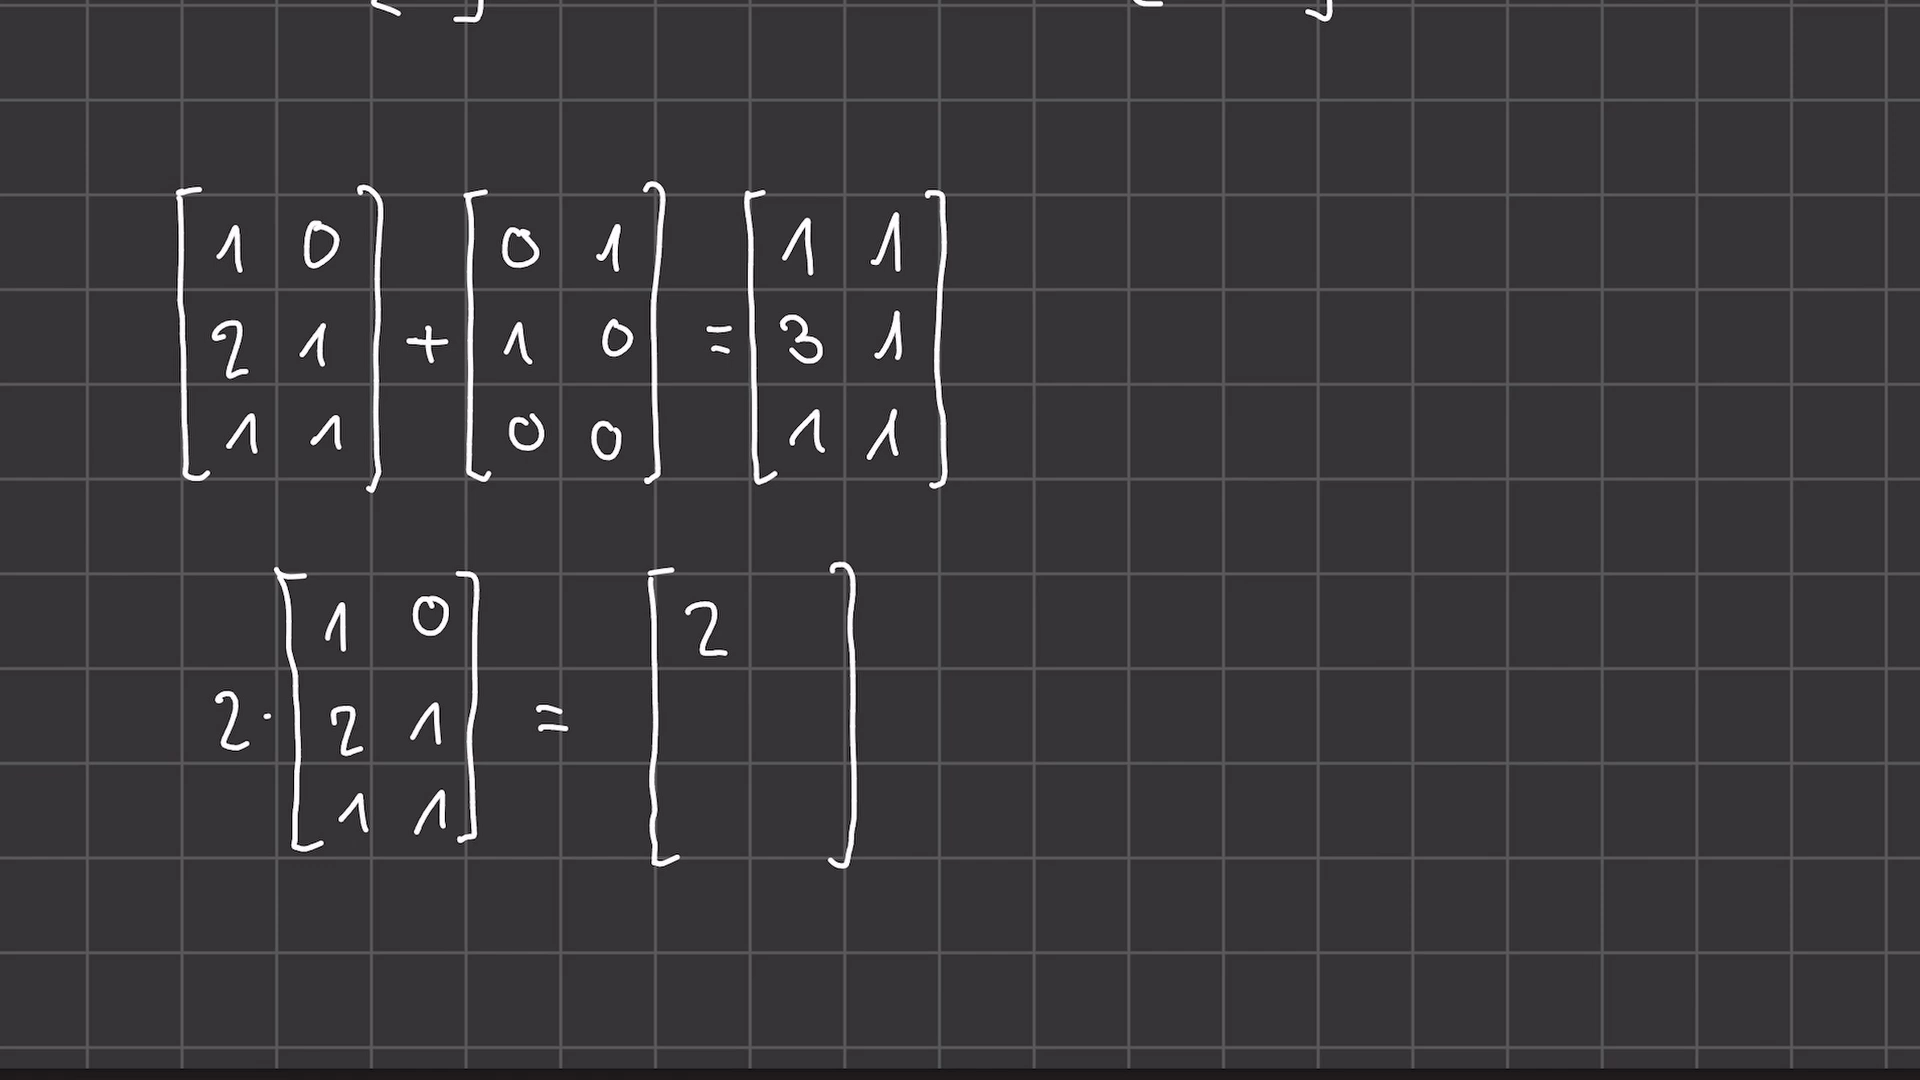 [ 1 0 ] + [ 0 1 ] = [ 1 1 ]
[ 2 1 ] + [ 1 0 ] = [ 3 1 ]
[ 1 1 ] + [ 0 0 ] = [ 1 1 ]
2 · [ 1 0 ] = [ 2 ]
[ 2 1 ]
[ 1 1 ]